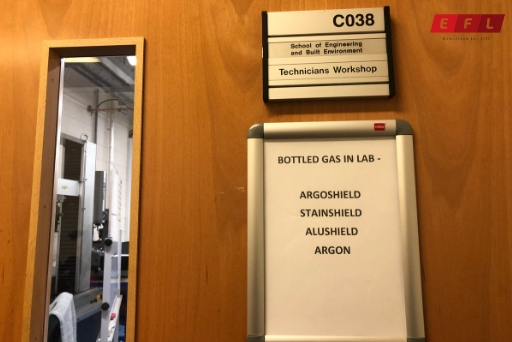 C038
School of Engineering
and Built Environment
Technicians Workshop
EFL
BOTTLED GAS IN LAB -
ARGOSHIELD
STAINSHIELD
ALUSHIELD
ARGON